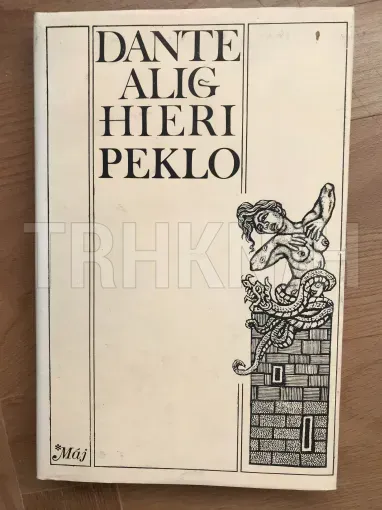 DANTE
ALIG
HIERI
PEKLO
TRHKNIH
*Máj